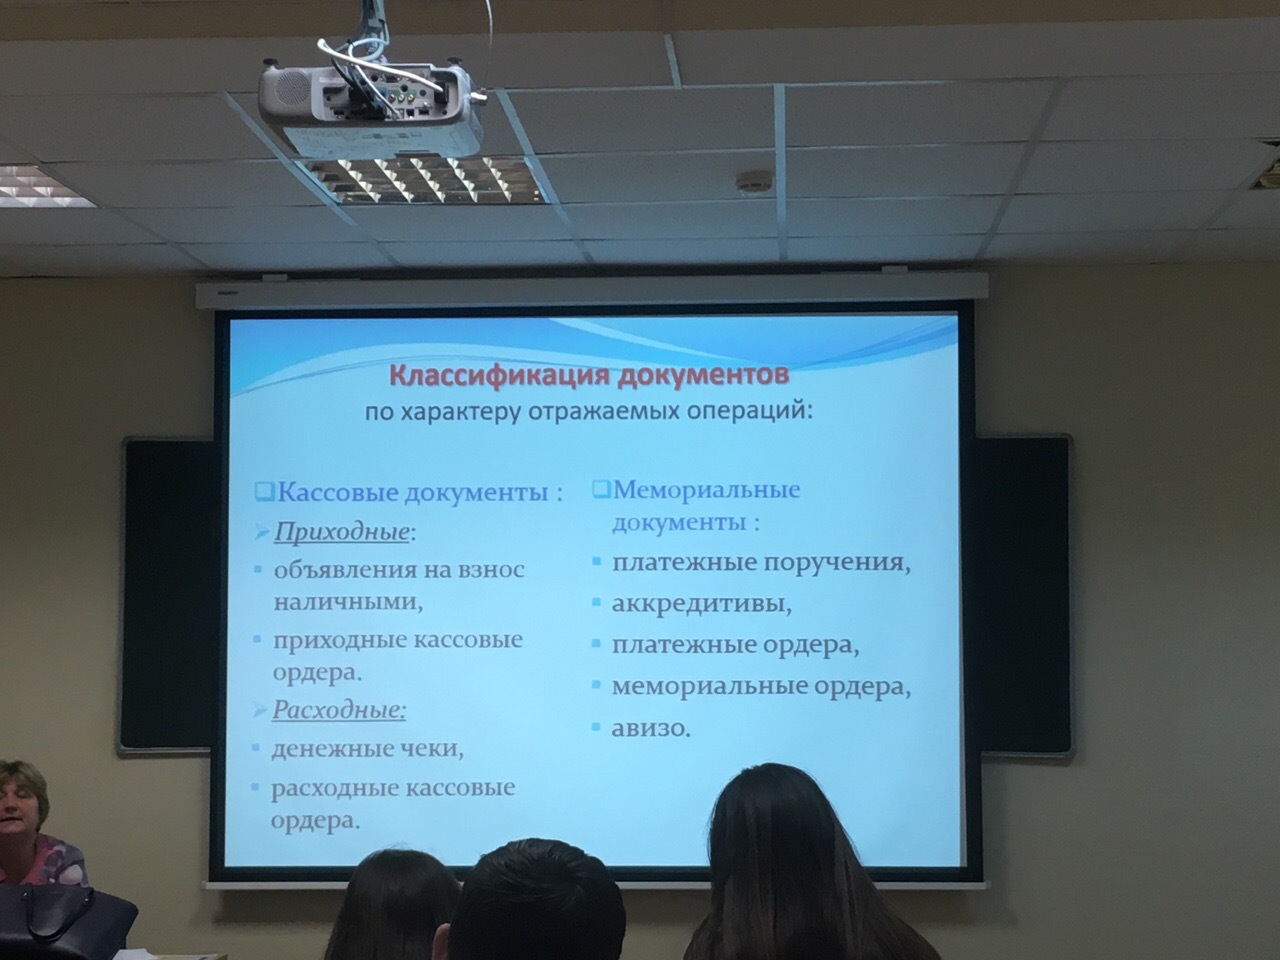 Классификация документов
по характеру отражаемых операций:
Кассовые документы :
Приходные:
объявления на взнос
наличными,
приходные кассовые
ордера.
Расходные:
денежные чеки,
расходные кассовые
ордера.
Мемориальные
документы :
платежные поручения,
аккредитивы,
платежные ордера,
мемориальные ордера,
авизо.